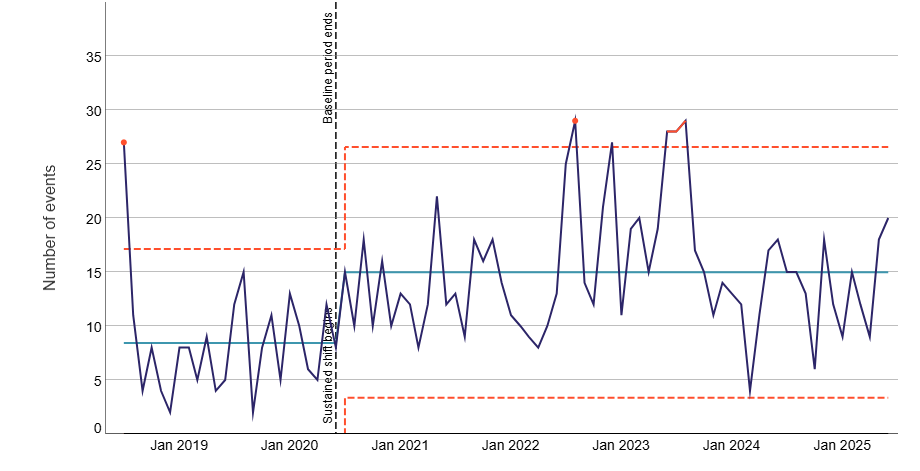 Number of events
35
30
25
20
15
10
5
0
Baseline period ends
Sustained shift begins
Jan 2019 Jan 2020 Jan 2021 Jan 2022 Jan 2023 Jan 2024 Jan 2025